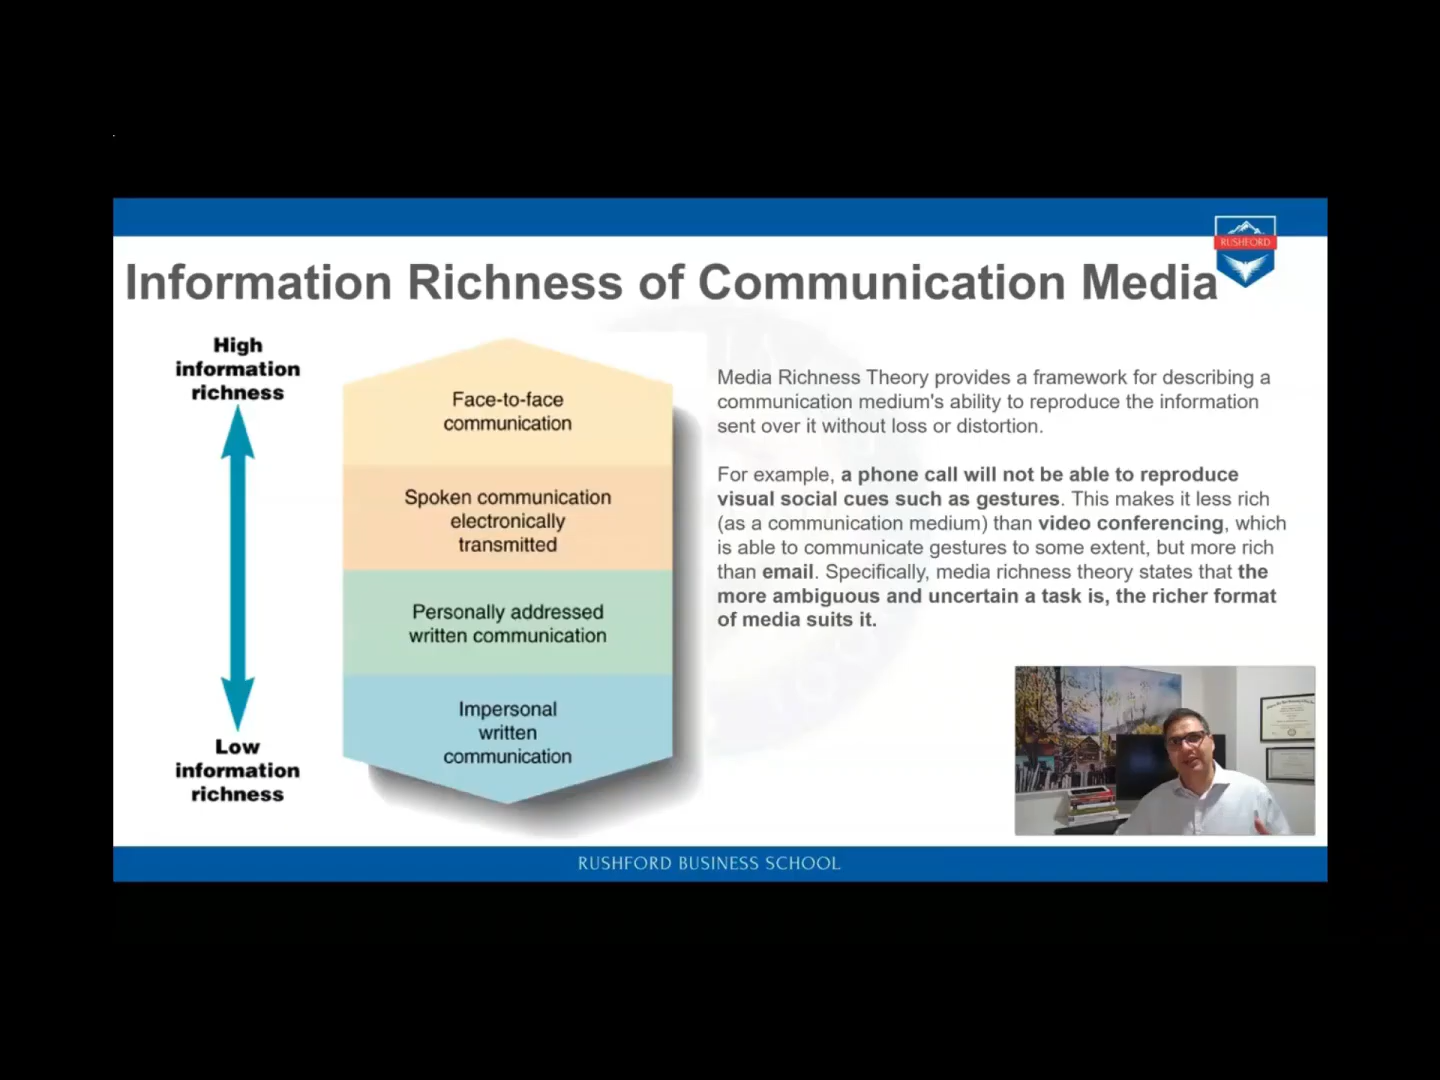 RUSHFORD
Information Richness of Communication Media
High
information
richness
Face-to-face
communication
Spoken communication
electronically
transmitted
Personally addressed
written communication
Impersonal
written
communication
Low
information
richness
Media Richness Theory provides a framework for describing a
communication medium's ability to reproduce the information
sent over it without loss or distortion.
For example, a phone call will not be able to reproduce
visual social cues such as gestures. This makes it less rich
(as a communication medium) than video conferencing, which
is able to communicate gestures to some extent, but more rich
than email. Specifically, media richness theory states that the
more ambiguous and uncertain a task is, the richer format
of media suits it.
RUSHFORD BUSINESS SCHOOL